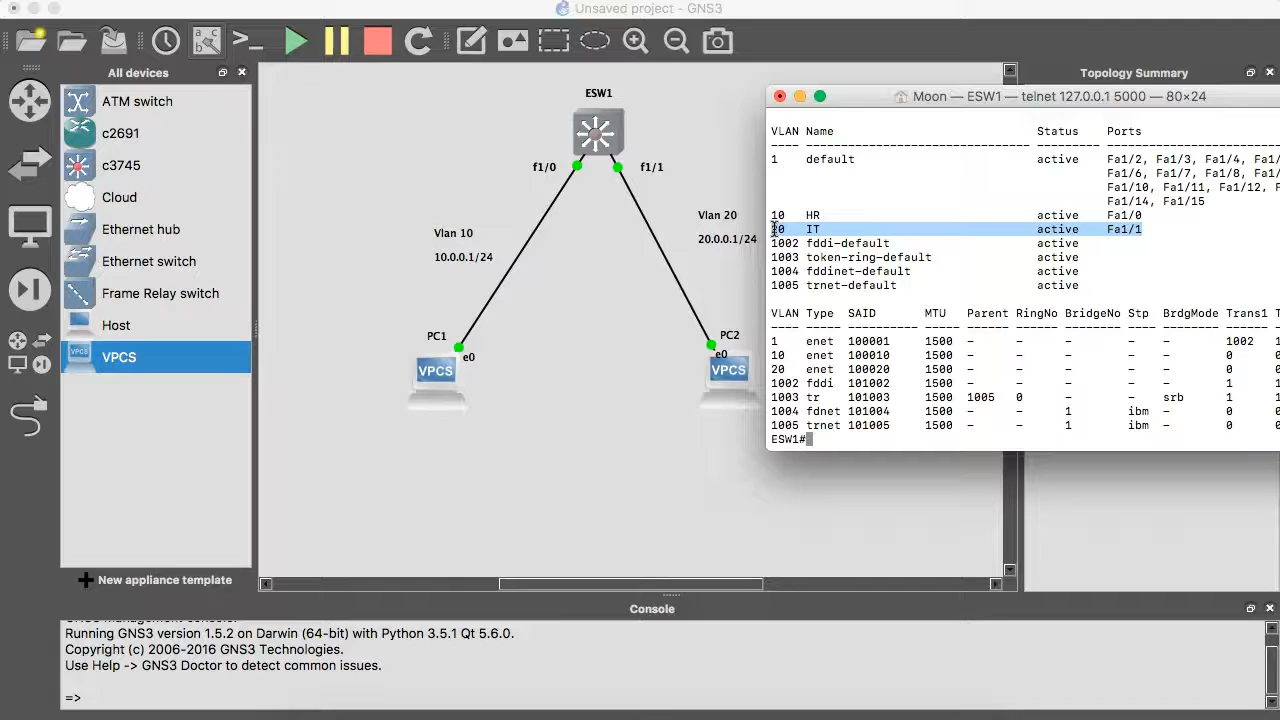 Unsaved project - GNS3
All devices
ATM switch
c2691
c3745
Cloud
Ethernet hub
Ethernet switch
Frame Relay switch
Host
VPCS
New appliance template
ESW1
f1/0
f1/1
Vlan 10
10.0.0.1/24
Vlan 20
20.0.0.1/24
PC1
e0
VPCS
PC2
e0
VPCS
Topology Summary
Moon — ESW1 — telnet 127.0.0.1 5000 — 80×24
VLAN Name Status Ports
---- -------------------------------- --------- -----
1 default active Fa1/2, Fa1/3, Fa1/4, Fa1/
Fa1/6, Fa1/7, Fa1/8, Fa1/
Fa1/10, Fa1/11, Fa1/12,
Fa1/14, Fa1/15
10 HR active Fa1/0
20 IT active Fa1/1
1002 fddi-default active
1003 token-ring-default active
1004 fddinet-default active
1005 trnet-default active
VLAN Type SAID MTU Parent RingNo BridgeNo Stp BrdgMode Trans1
---- ----- ---------- ----- ------ ------ -------- ---- -------- ------
1 enet 100001 1500 - - - - - 1002
10 enet 100010 1500 - - - - - 0
20 enet 100020 1500 - - - - - 0
1002 fddi 101002 1500 - - - - - 1
1003 tr 101003 1500 1005 0 - - srb 1
1004 fdnet 101004 1500 - - 1 ibm - 0
1005 trnet 101005 1500 - - 1 ibm - 0
ESW1#
Console
Running GNS3 version 1.5.2 on Darwin (64-bit) with Python 3.5.1 Qt 5.6.0.
Copyright (c) 2006-2016 GNS3 Technologies.
Use Help -> GNS3 Doctor to detect common issues.
=>